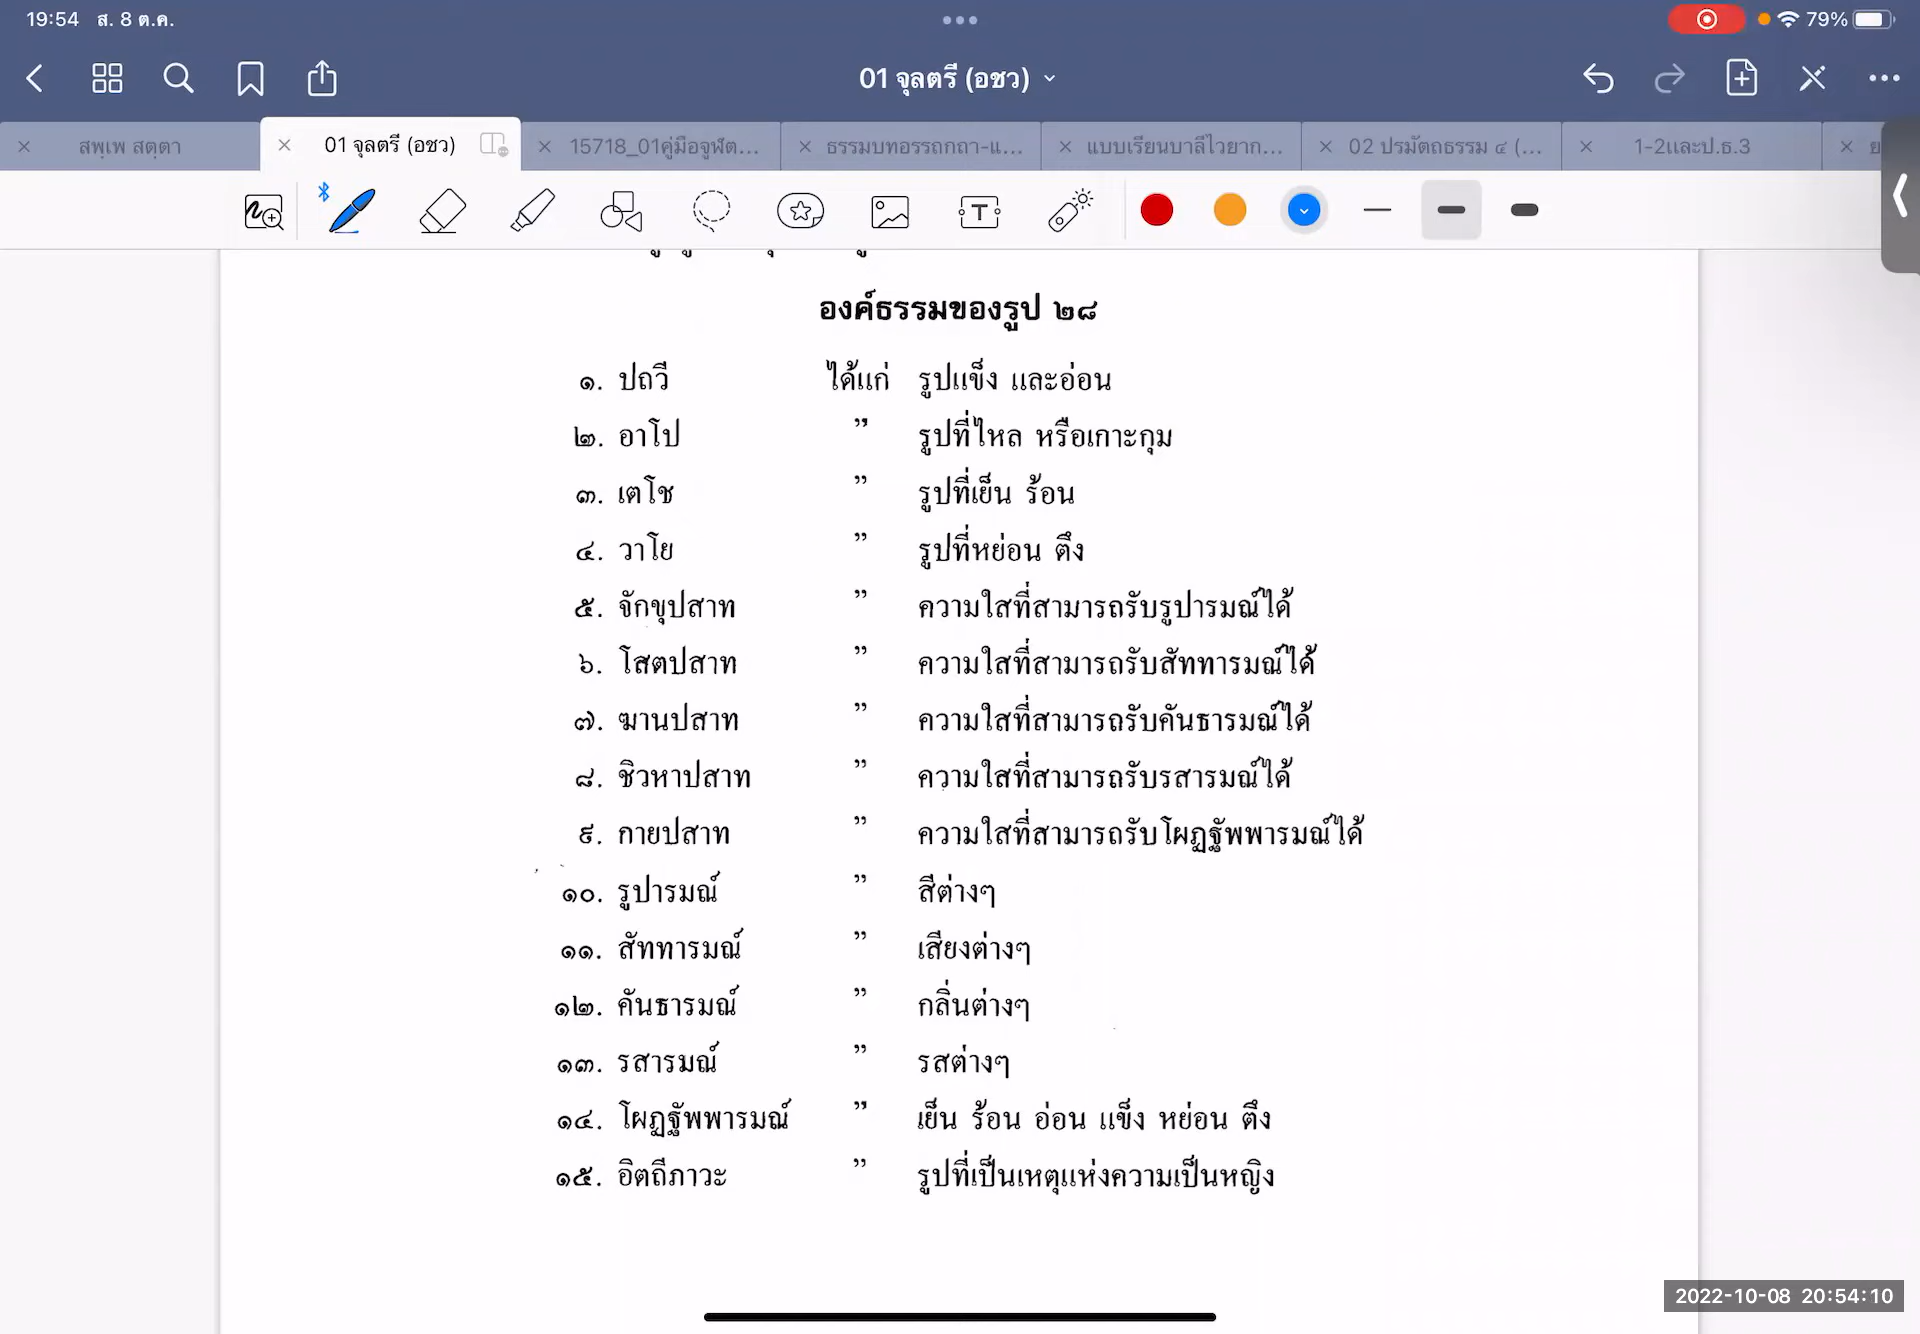 19:54 ส. 8 ต.ค.
79%
01 จุลตรี (อชว)
สพฺเพ สตฺตา
01 จุลตรี (อชว)
15718_01คู่มือจูฬต...
ธรรมบทอรรถกถา-แ...
แบบเรียนบาลีไวยาก...
02 ปรมัตถธรรม ๔ (...
1-2และป.ธ.3
ย
องค์ธรรมของรูป ๒๘
๑. ปถวี ได้แก่ รูปแข็ง และอ่อน
๒. อาโป ” รูปที่ไหล หรือเกาะกุม
๓. เตโช ” รูปที่เย็น ร้อน
๔. วาโย ” รูปที่หย่อน ตึง
๕. จักขุปสาท ” ความใสที่สามารถรับรูปารมณ์ได้
๖. โสตปสาท ” ความใสที่สามารถรับสัททารมณ์ได้
๗. ฆานปสาท ” ความใสที่สามารถรับคันธารมณ์ได้
๘. ชิวหาปสาท ” ความใสที่สามารถรับรสารมณ์ได้
๙. กายปสาท ” ความใสที่สามารถรับโผฏฐัพพารมณ์ได้
๑๐. รูปารมณ์ ” สีต่างๆ
๑๑. สัททารมณ์ ” เสียงต่างๆ
๑๒. คันธารมณ์ ” กลิ่นต่างๆ
๑๓. รสารมณ์ ” รสต่างๆ
๑๔. โผฏฐัพพารมณ์ ” เย็น ร้อน อ่อน แข็ง หย่อน ตึง
๑๕. อิตถีภาวะ ” รูปที่เป็นเหตุแห่งความเป็นหญิง
2022-10-08 20:54:10